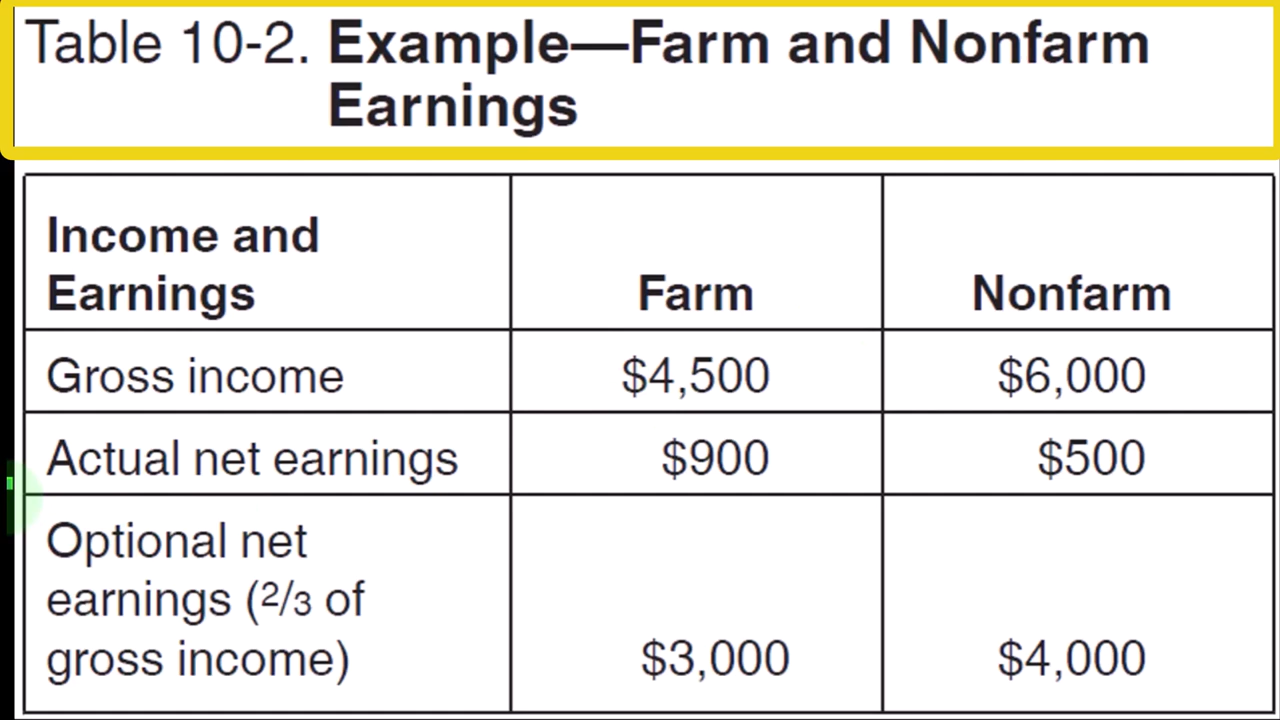 Table 10-2. Example—Farm and Nonfarm
Earnings
Income and
Earnings Farm Nonfarm
Gross income $4,500 $6,000
Actual net earnings $900 $500
Optional net
earnings (2/3 of
gross income) $3,000 $4,000